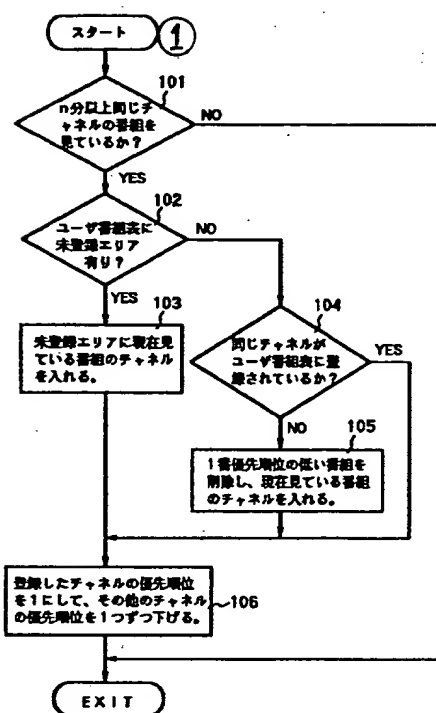 スタート
1
101
n分以上同じチ
ャネルの番組を
見ているか？
NO
YES
102
ユーザ番組表に
未登録エリア
有り？
NO
YES
103
未登録エリアに現在見
ている番組のチャネル
を入れる。
104
同じチャネルが
ユーザ番組表に登
録されているか？
YES
NO
105
1番優先順位の低い番組を
削除し、現在見ている番組
のチャネルを入れる。
登録したチャネルの優先順位
を1にして、その他のチャネル
の優先順位を1つずつ下げる。
106
EXIT